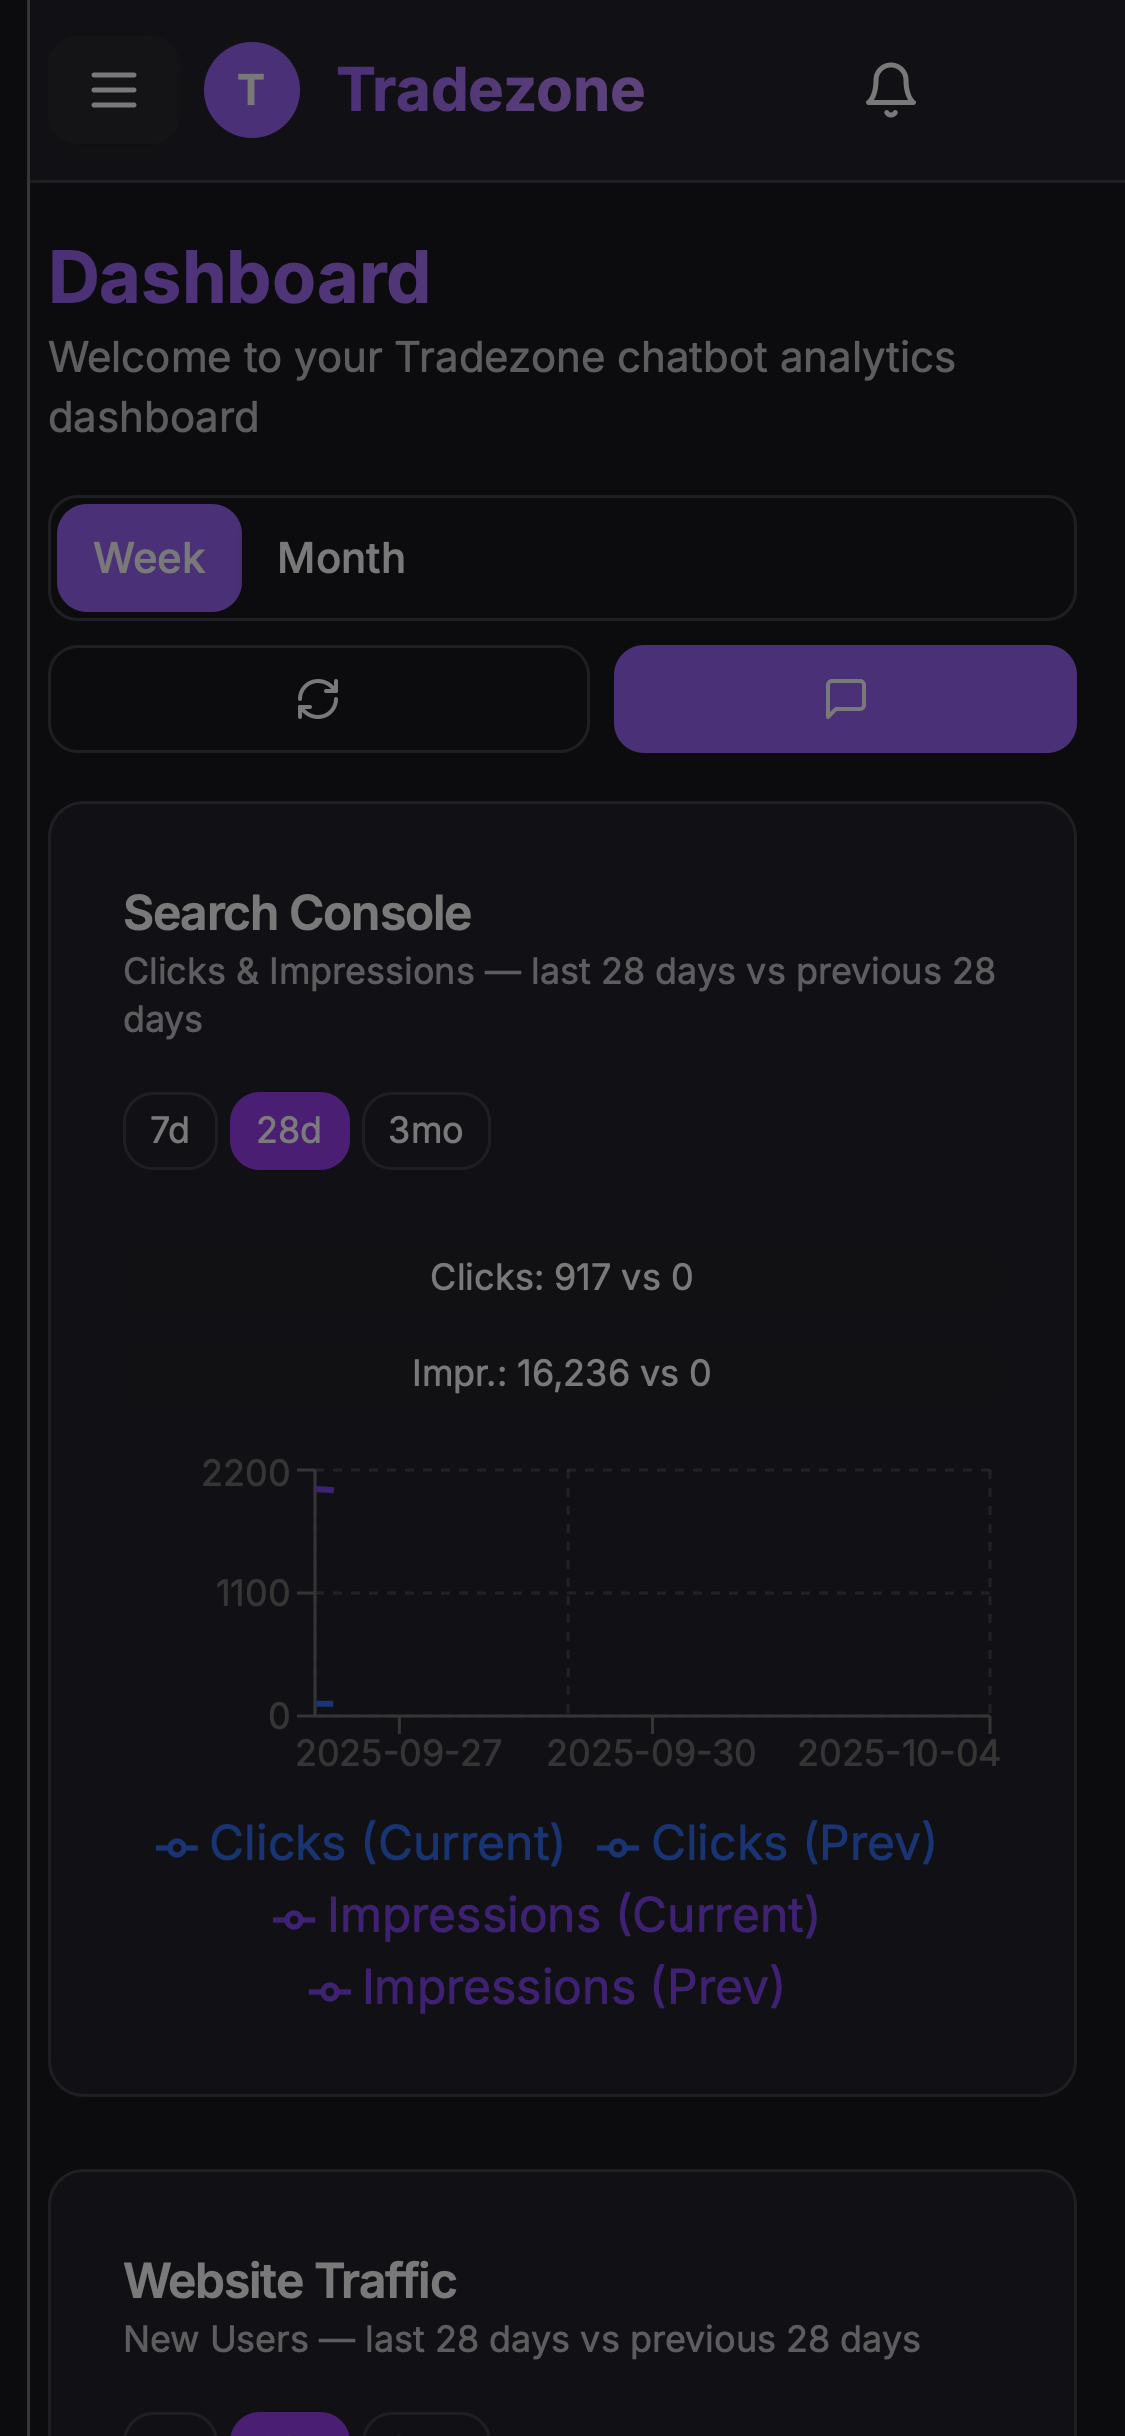 T
Tradezone
Dashboard
Welcome to your Tradezone chatbot analytics
dashboard
Week
Month
Search Console
Clicks & Impressions — last 28 days vs previous 28
days
7d
28d
3mo
Clicks: 917 vs 0
Impr.: 16,236 vs 0
2200
1100
0
2025-09-27
2025-09-30
2025-10-04
Clicks (Current)
Clicks (Prev)
Impressions (Current)
Impressions (Prev)
Website Traffic
New Users — last 28 days vs previous 28 days